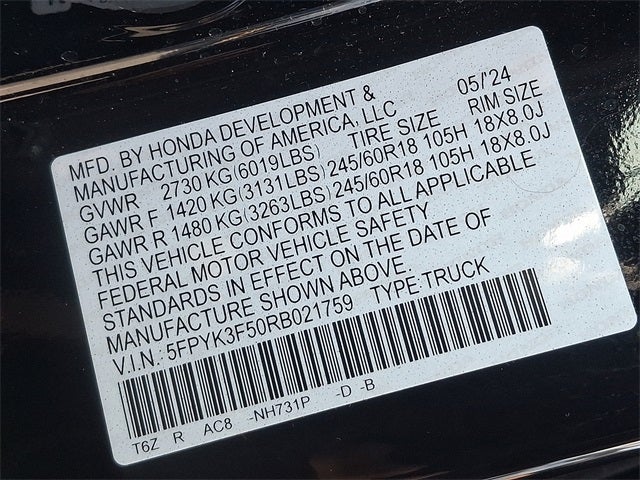 MFD. BY HONDA DEVELOPMENT & 05/'24
MANUFACTURING OF AMERICA, LLC
GVWR 2730 KG(6019LBS) TIRE SIZE RIM SIZE
GAWR F 1420 KG(3131LBS) 245/60R18 105H 18X8.0J
GAWR R 1480 KG(3263LBS) 245/60R18 105H 18X8.0J
THIS VEHICLE CONFORMS TO ALL APPLICABLE
FEDERAL MOTOR VEHICLE SAFETY
STANDARDS IN EFFECT ON THE DATE OF
MANUFACTURE SHOWN ABOVE.
V.I.N.: 5FPYK3F50RB021759 TYPE:TRUCK
T6Z R AC8 -NH731P -D -B